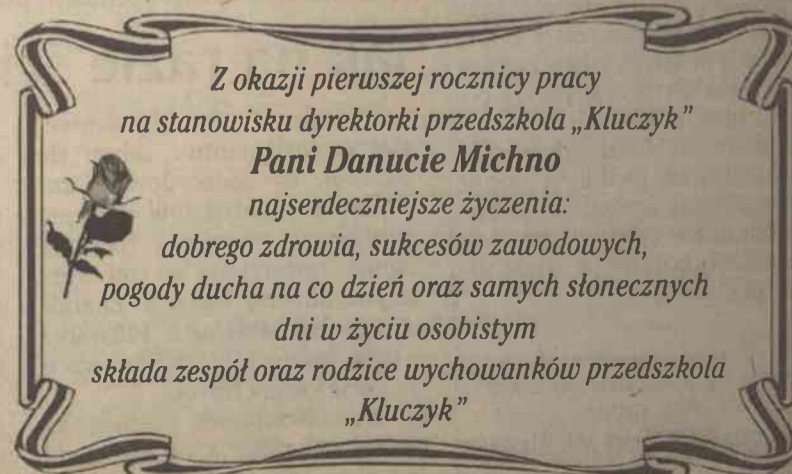 Z okazji pierwszej rocznicy pracy
na stanowisku dyrektorki przedszkola „Kluczyk”
Pani Danucie Michno
najserdeczniejsze życzenia:
dobrego zdrowia, sukcesów zawodowych,
pogody ducha na co dzień oraz samych słonecznych
dni w życiu osobistym
składa zespół oraz rodzice wychowanków przedszkola
„Kluczyk”